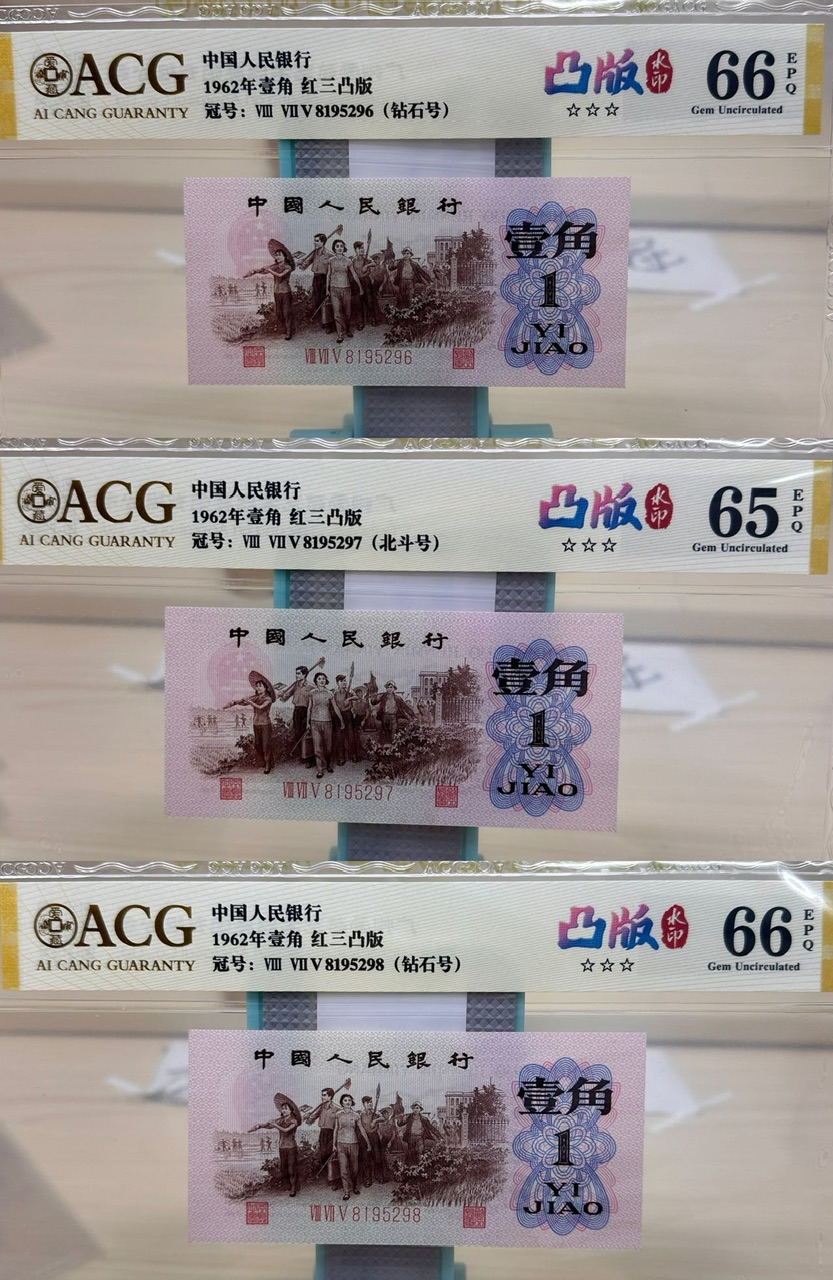 ACG
AI CANG GUARANTY
中国人民银行
1962年壹角 红三凸版
冠号：Ⅷ Ⅶ Ⅴ 8195296（钻石号）
凸版 水印
☆☆☆
66 EPQ
Gem Uncirculated
中國人民銀行
壹角
1
YI
JIAO
Ⅷ Ⅶ Ⅴ 8195296
ACG
AI CANG GUARANTY
中国人民银行
1962年壹角 红三凸版
冠号：Ⅷ Ⅶ Ⅴ 8195297（北斗号）
凸版 水印
☆☆☆
65 EPQ
Gem Uncirculated
中國人民銀行
壹角
1
YI
JIAO
Ⅷ Ⅶ Ⅴ 8195297
ACG
AI CANG GUARANTY
中国人民银行
1962年壹角 红三凸版
冠号：Ⅷ Ⅶ Ⅴ 8195298（钻石号）
凸版 水印
☆☆☆
66 EPQ
Gem Uncirculated
中國人民銀行
壹角
1
YI
JIAO
Ⅷ Ⅶ Ⅴ 8195298